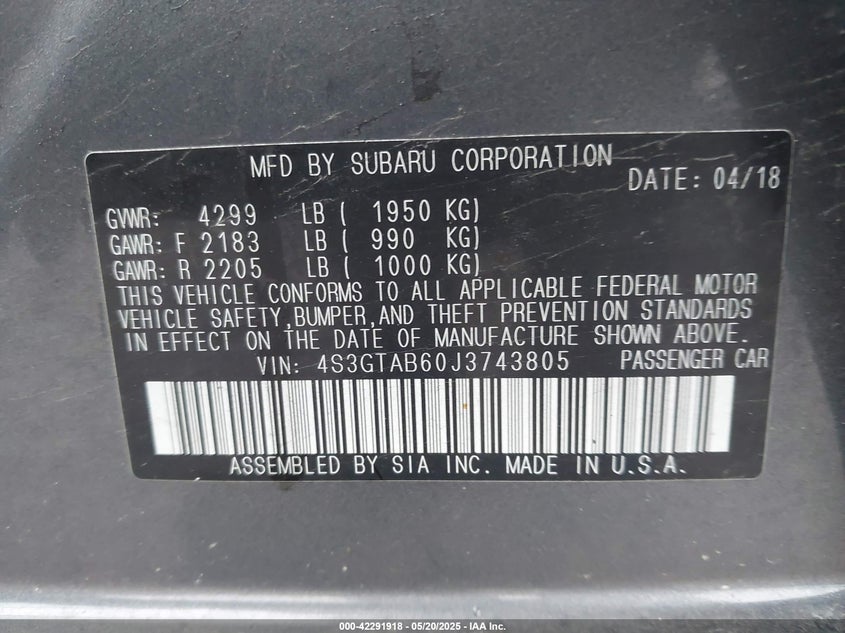 MFD BY SUBARU CORPORATION
DATE: 04/18
GVWR: 4299 LB ( 1950 KG)
GAWR: F 2183 LB ( 990 KG)
GAWR: R 2205 LB ( 1000 KG)
THIS VEHICLE CONFORMS TO ALL APPLICABLE FEDERAL MOTOR
VEHICLE SAFETY,BUMPER,AND THEFT PREVENTION STANDARDS
IN EFFECT ON THE DATE OF MANUFACTURE SHOWN ABOVE.
VIN: 4S3GTAB60J3743805 PASSENGER CAR
ASSEMBLED BY SIA INC. MADE IN U.S.A.
000-42291918 - 05/20/2025 - IAA Inc.